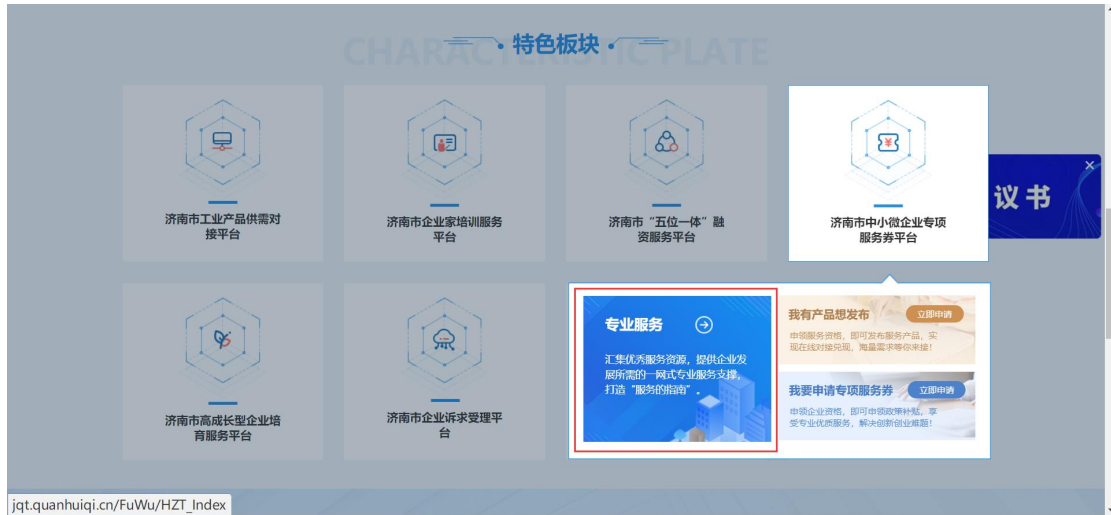 CHARACTERISTIC PLATE
特色板块
济南市工业产品供需对
接平台
济南市企业家培训服务
平台
济南市“五位一体”融
资服务平台
济南市中小微企业专项
服务券平台
议书
济南市高成长型企业培
育服务平台
济南市企业诉求受理平
台
专业服务
汇集优秀服务资源，提供企业发
展所需的一网式专业服务支撑，
打造“服务的指南”。
我有产品想发布
立即申请
申领服务资格，即可发布服务产品，实
现在线对接兑现，海量需求等你来接！
我要申请专项服务券
立即申请
申领企业资格，即可申领政策补贴，享
受专业优质服务，解决创新创业难题！
jqt.quanhuiqi.cn/FuWu/HZT_Index